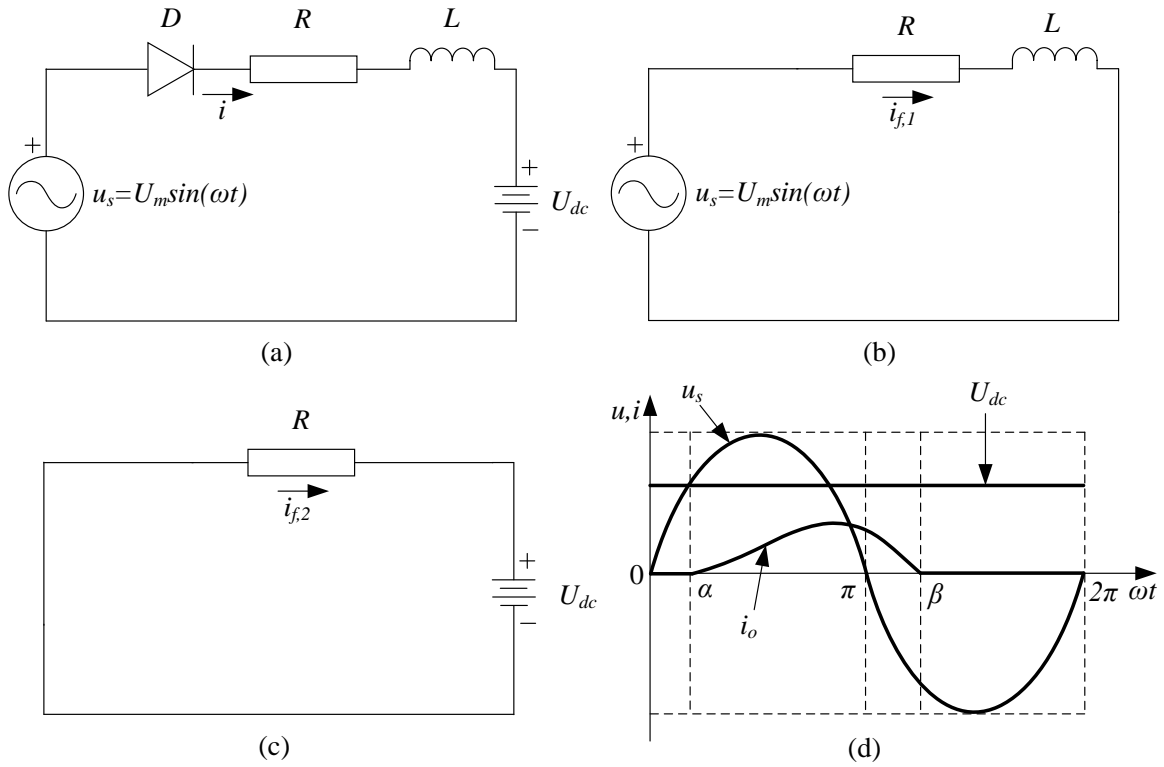 D R L
i
+
u_s=U_m sin(ωt)
+
U_dc
−
(a)
R L
i_f,1
+
u_s=U_m sin(ωt)
(b)
R
i_f,2
+
U_dc
−
(c)
u,i u_s U_dc
0 α π β 2π ωt
i_o
(d)